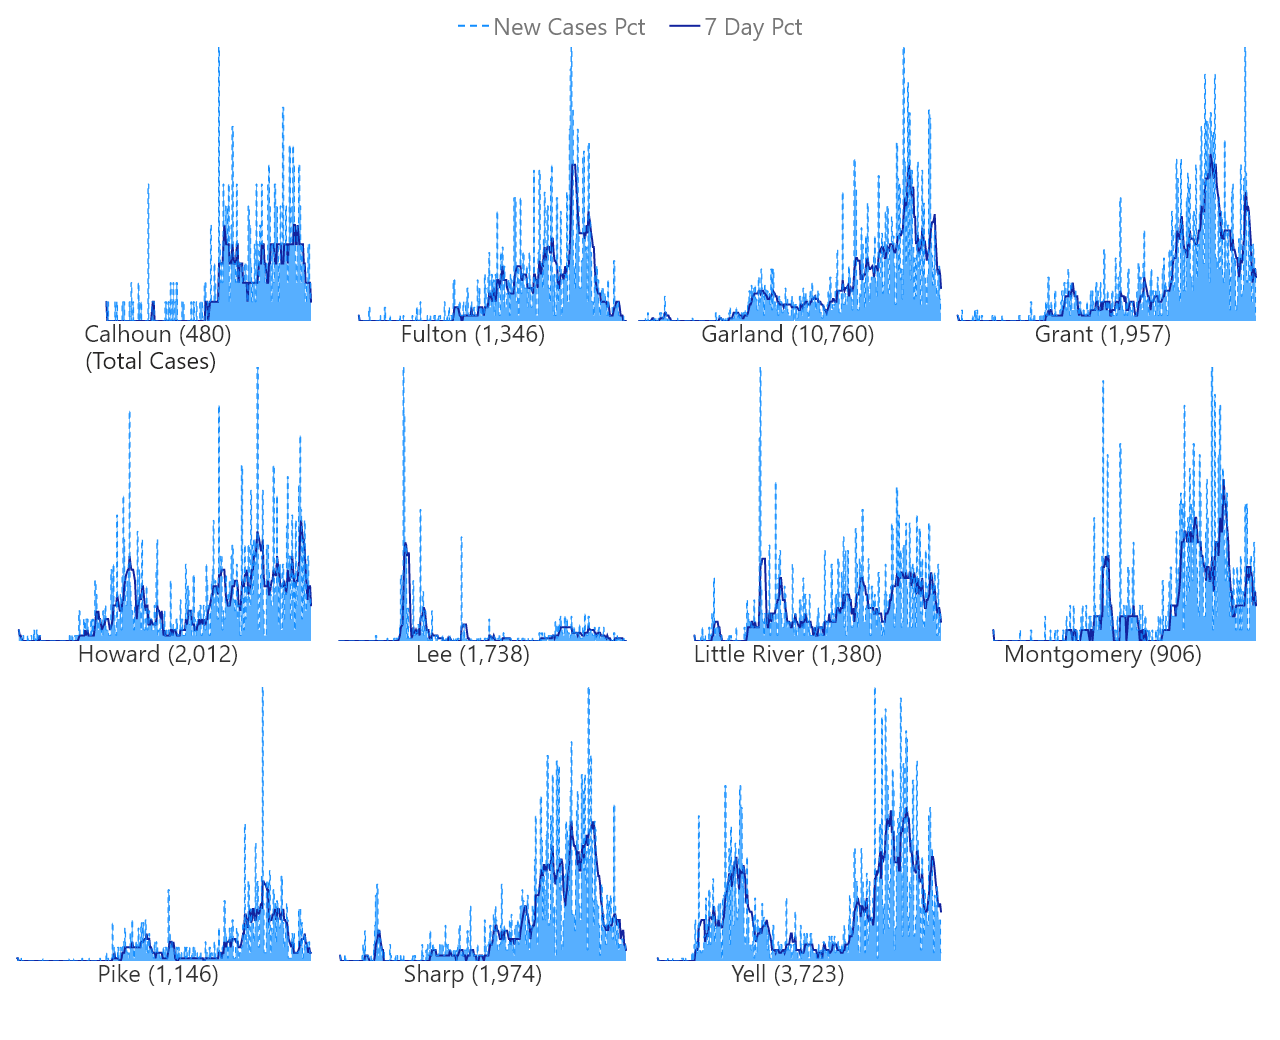 New Cases Pct 7 Day Pct
Calhoun (480) Fulton (1,346) Garland (10,760) Grant (1,957)
(Total Cases)
Howard (2,012) Lee (1,738) Little River (1,380) Montgomery (906)
Pike (1,146) Sharp (1,974) Yell (3,723)